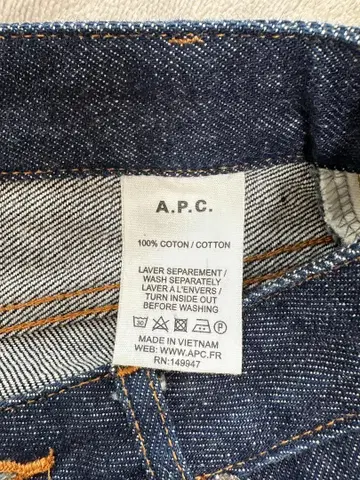 A.P.C.
100% COTON / COTTON
LAVER SEPAREMENT /
WASH SEPARATELY
LAVER A L'ENVERS /
TURN INSIDE OUT
BEFORE WASHING
MADE IN VIETNAM
WEB: WWW.APC.FR
RN:149947